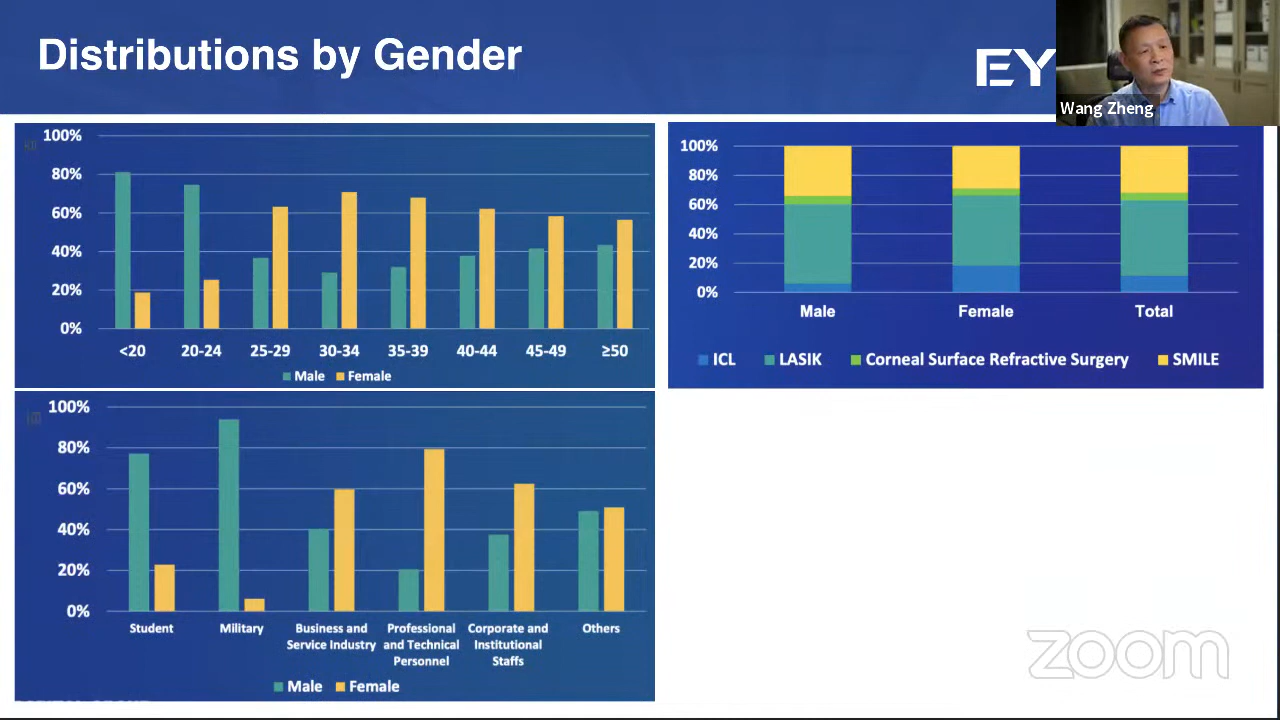 Distributions by Gender
EY
Wang Zheng
100%
80%
60%
40%
20%
0%
<20
20-24
25-29
30-34
35-39
40-44
45-49
≥50
Male
Female
100%
80%
60%
40%
20%
0%
Male
Female
Total
ICL
LASIK
Corneal Surface Refractive Surgery
SMILE
100%
80%
60%
40%
20%
0%
Student
Military
Business and
Service Industry
Professional
and Technical
Personnel
Corporate and
Institutional
Staffs
Others
Male
Female
zoom